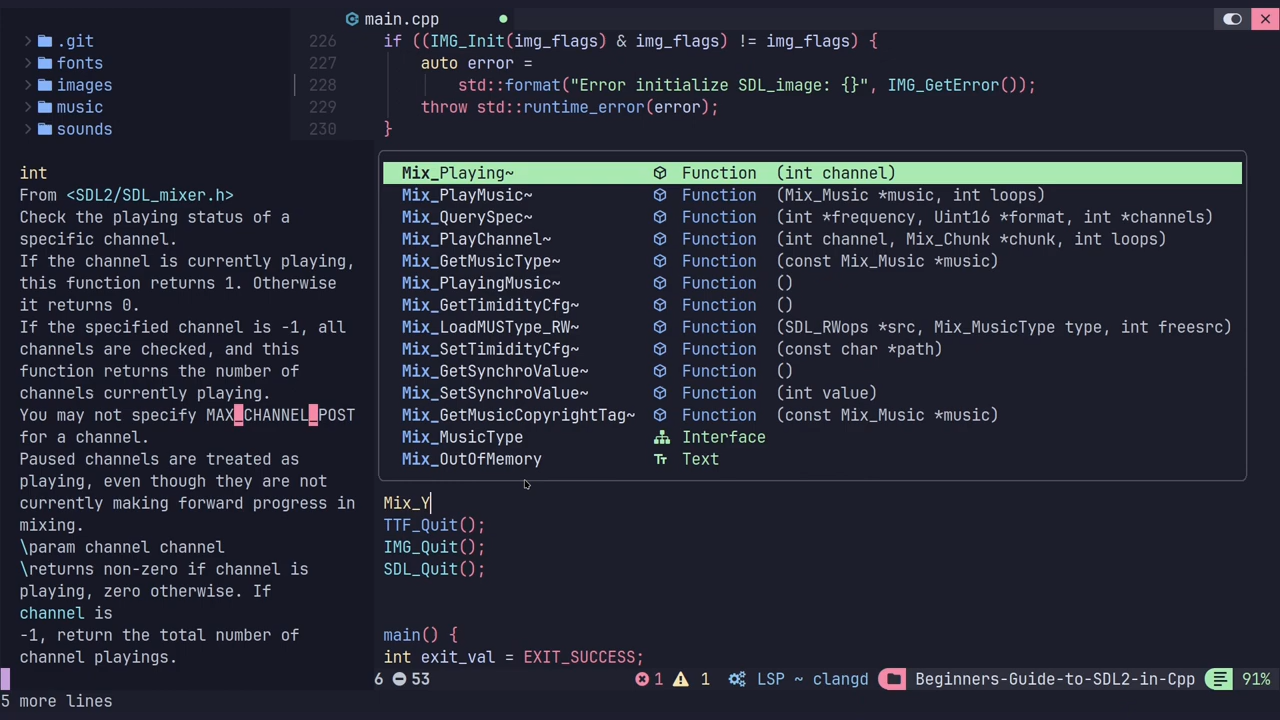 main.cpp
.git
fonts
images
music
sounds
226 if ((IMG_Init(img_flags) & img_flags) != img_flags) {
227 auto error =
228 std::format("Error initialize SDL_image: {}", IMG_GetError());
229 throw std::runtime_error(error);
230 }
int
From <SDL2/SDL_mixer.h>
Check the playing status of a
specific channel.
If the channel is currently playing,
this function returns 1. Otherwise
it returns 0.
If the specified channel is -1, all
channels are checked, and this
function returns the number of
channels currently playing.
You may not specify MAX_CHANNEL_POST
for a channel.
Paused channels are treated as
playing, even though they are not
currently making forward progress in
mixing.
\param channel channel
\returns non-zero if channel is
playing, zero otherwise. If
channel is
-1, return the total number of
channel playings.
Mix_Playing~ Function (int channel)
Mix_PlayMusic~ Function (Mix_Music *music, int loops)
Mix_QuerySpec~ Function (int *frequency, Uint16 *format, int *channels)
Mix_PlayChannel~ Function (int channel, Mix_Chunk *chunk, int loops)
Mix_GetMusicType~ Function (const Mix_Music *music)
Mix_PlayingMusic~ Function ()
Mix_GetTimidityCfg~ Function ()
Mix_LoadMUSType_RW~ Function (SDL_RWops *src, Mix_MusicType type, int freesrc)
Mix_SetTimidityCfg~ Function (const char *path)
Mix_GetSynchroValue~ Function ()
Mix_SetSynchroValue~ Function (int value)
Mix_GetMusicCopyrightTag~ Function (const Mix_Music *music)
Mix_MusicType Interface
Mix_OutOfMemory Text
Mix_Y
TTF_Quit();
IMG_Quit();
SDL_Quit();
main() {
int exit_val = EXIT_SUCCESS;
6 53 1 1 LSP ~ clangd Beginners-Guide-to-SDL2-in-Cpp 91%
5 more lines